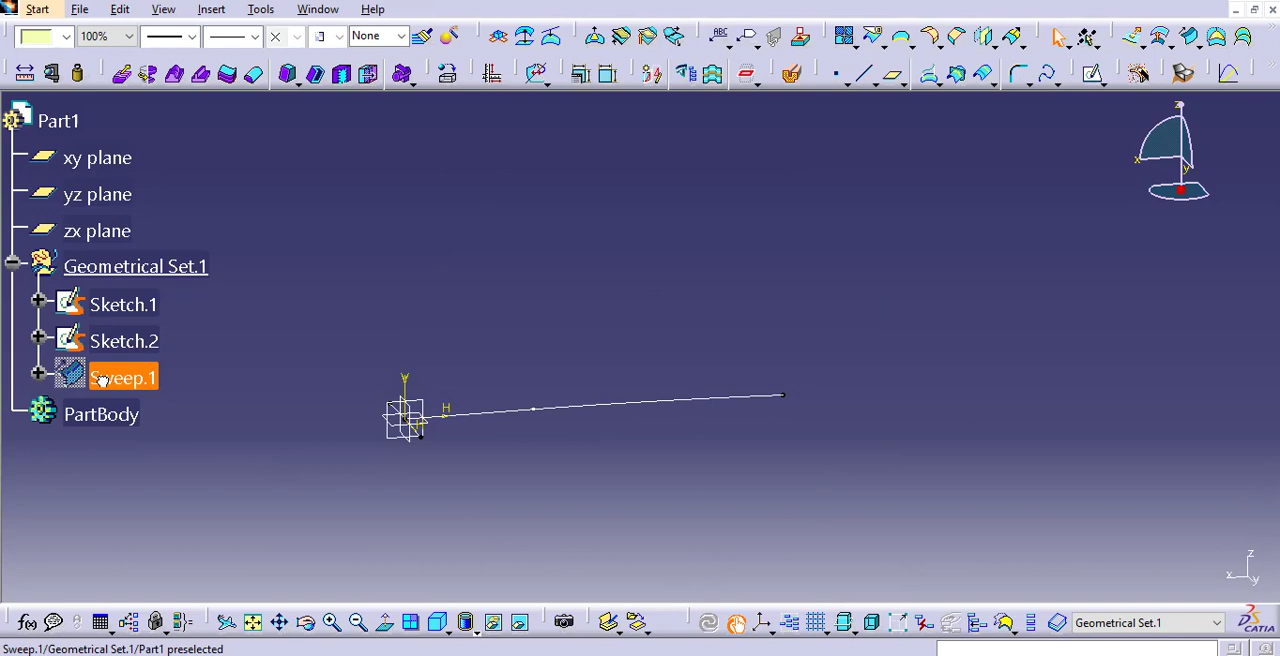 Start File Edit View Insert Tools Window Help
100% None
ABC
Part1
xy plane
yz plane
zx plane
Geometrical Set.1
Sketch.1
Sketch.2
Sweep.1
PartBody
V
H
z
x
y
z
x
y
f(x) Geometrical Set.1
CATIA
Sweep.1/Geometrical Set.1/Part1 preselected